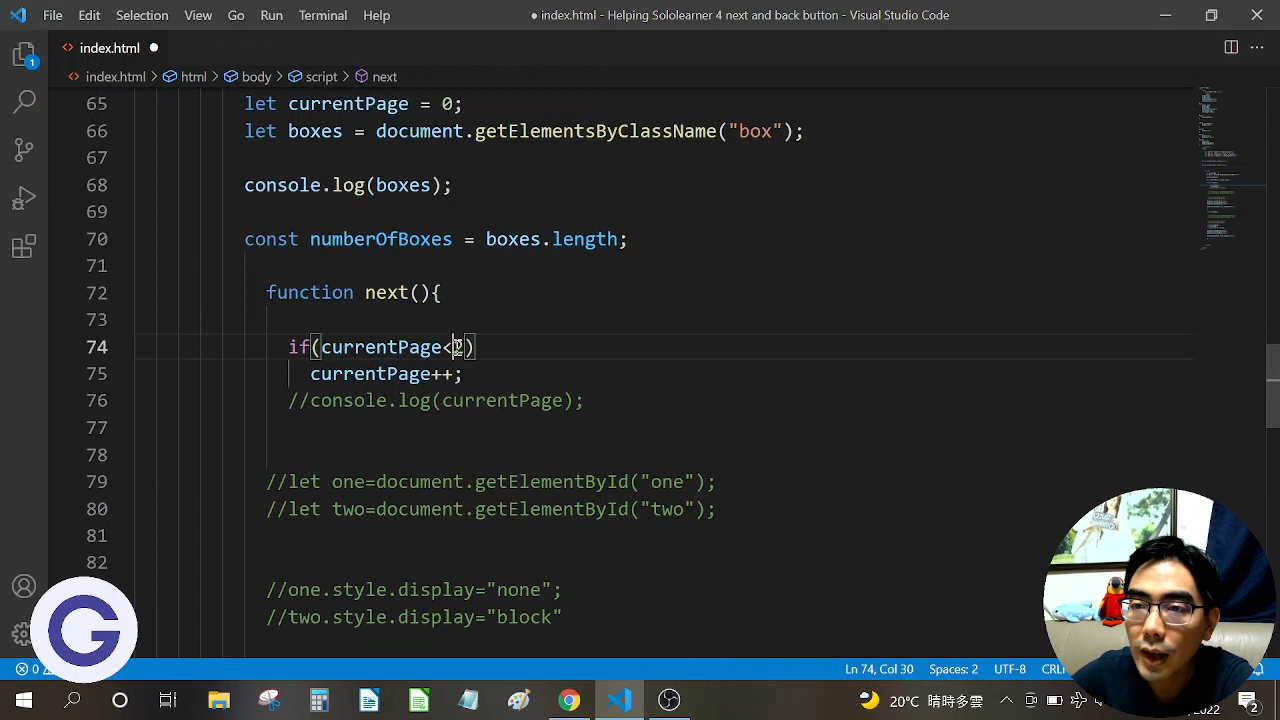 File Edit Selection View Go Run Terminal Help
● index.html - Helping Sololearner 4 next and back button - Visual Studio Code
index.html
index.html > html > body > script > next
1
65 let currentPage = 0;
66 let boxes = document.getElementsByClassName("box");
67
68 console.log(boxes);
69
70 const numberOfBoxes = boxes.length;
71
72 function next(){
73
74 if(currentPage<2)
75 currentPage++;
76 //console.log(currentPage);
77
78
79 //let one=document.getElementById("one");
80 //let two=document.getElementById("two");
81
82
//one.style.display="none";
//two.style.display="block"
G
0
Ln 74, Col 30 Spaces: 2 UTF-8
20°C 時時多雲
2